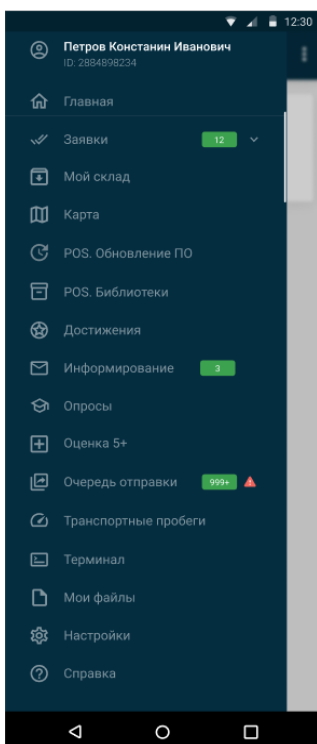 12:30
Петров Констанин Иванович
ID: 2884898234
Главная
Заявки 12
Мой склад
Карта
POS. Обновление ПО
POS. Библиотеки
Достижения
Информирование 3
Опросы
Оценка 5+
Очередь отправки 999+
Транспортные пробеги
Терминал
Мои файлы
Настройки
Справка